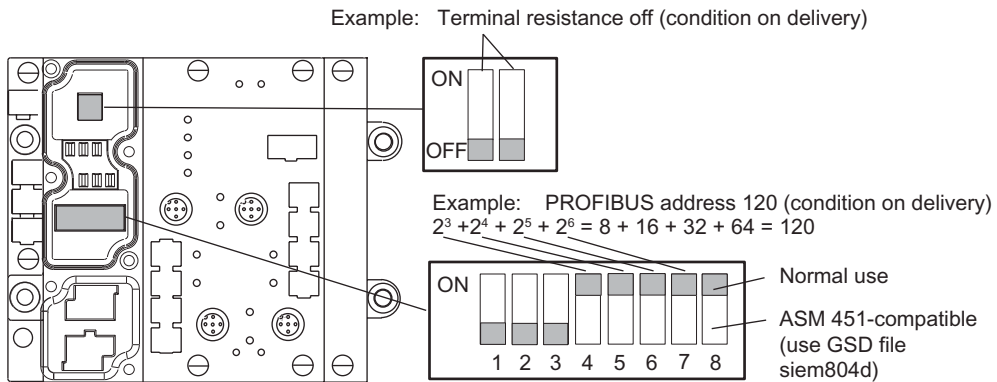 Example: Terminal resistance off (condition on delivery)
ON
OFF
Example: PROFIBUS address 120 (condition on delivery)
2³ +2⁴ + 2⁵ + 2⁶ = 8 + 16 + 32 + 64 = 120
ON
Normal use
ASM 451-compatible
(use GSD file
siem804d)
1 2 3 4 5 6 7 8